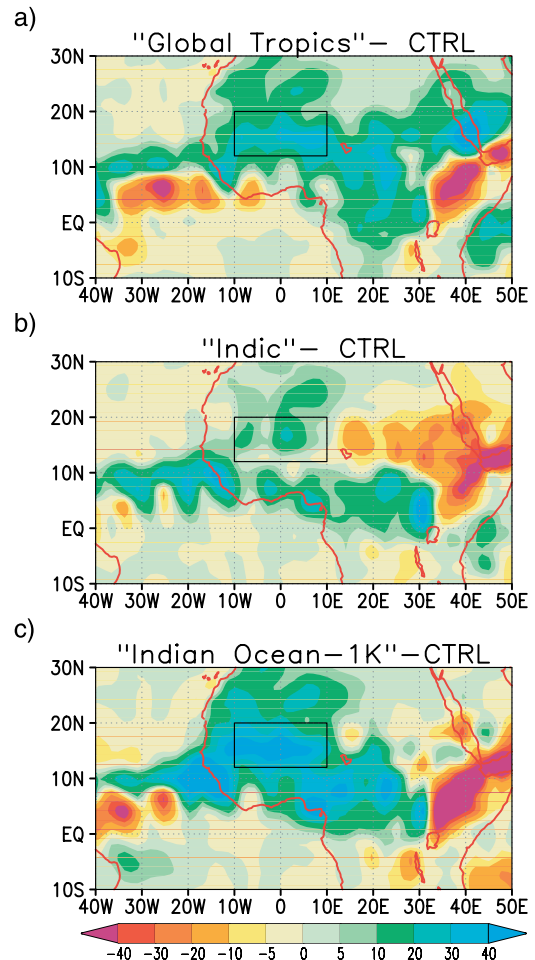 a)
"Global Tropics"− CTRL
30N
20N
10N
EQ
10S
40W 30W 20W 10W 0 10E 20E 30E 40E 50E
b)
"Indic"− CTRL
30N
20N
10N
EQ
10S
40W 30W 20W 10W 0 10E 20E 30E 40E 50E
c)
"Indian Ocean−1K"−CTRL
30N
20N
10N
EQ
10S
40W 30W 20W 10W 0 10E 20E 30E 40E 50E
−40 −30 −20 −10 −5 0 5 10 20 30 40